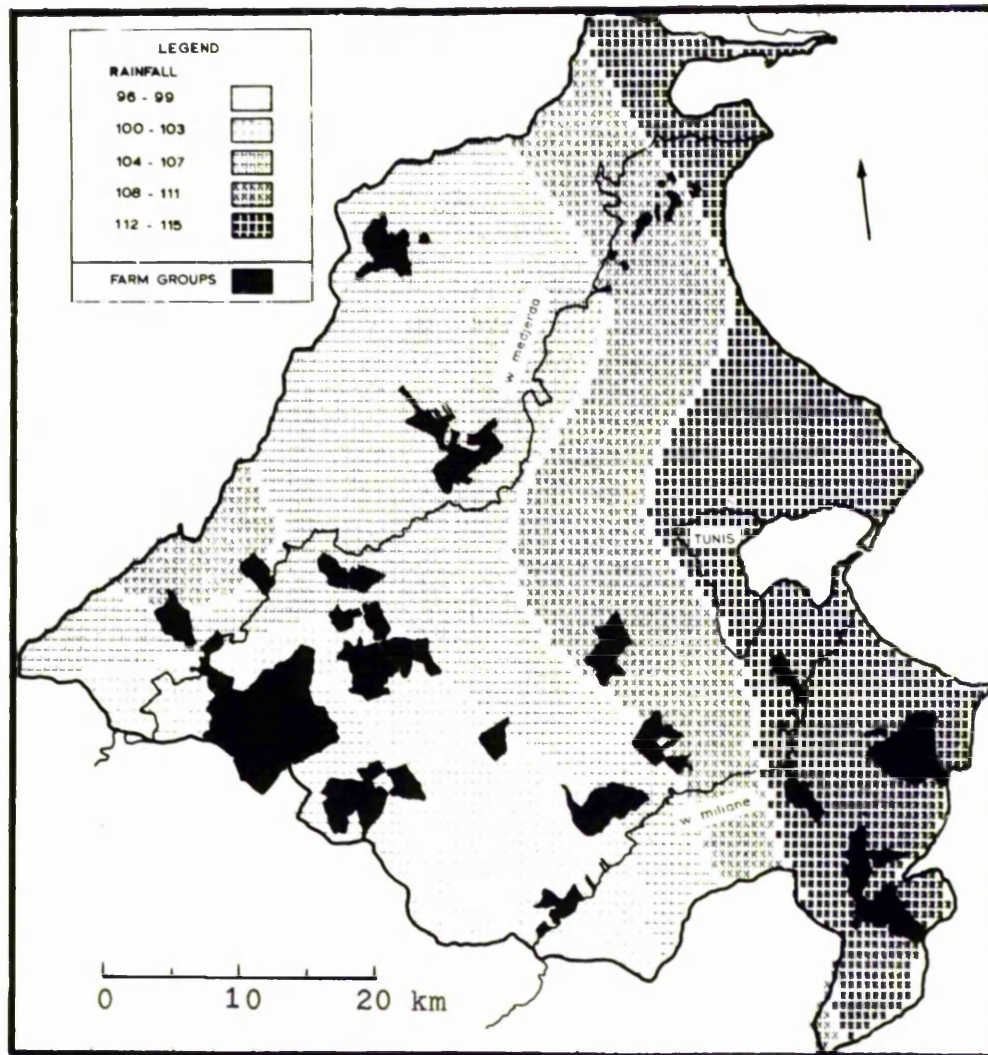 LEGEND
RAINFALL
96 - 99
100 - 103
104 - 107
108 - 111
112 - 115
FARM GROUPS
w medjerda
TUNIS
w miliane
0 10 20 km